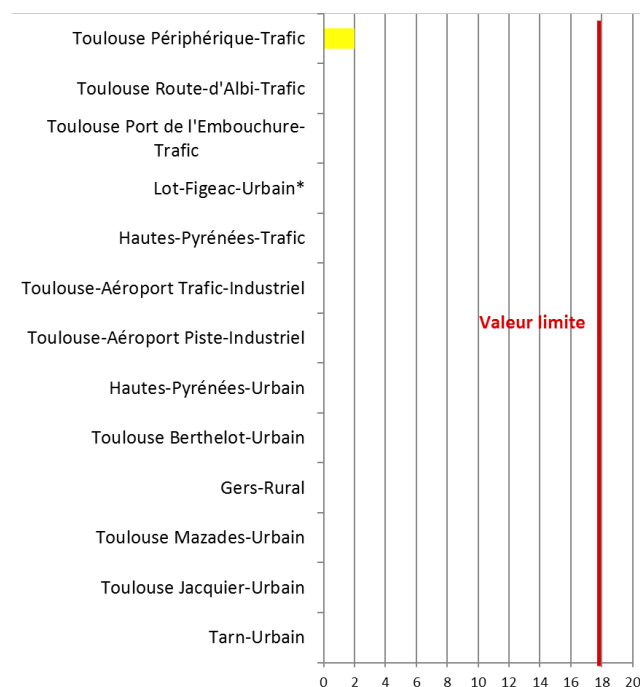 Toulouse Périphérique-Trafic
Toulouse Route-d'Albi-Trafic
Toulouse Port de l'Embouchure-
Trafic
Lot-Figeac-Urbain*
Hautes-Pyrénées-Trafic
Toulouse-Aéroport Trafic-Industriel
Valeur limite
Toulouse-Aéroport Piste-Industriel
Hautes-Pyrénées-Urbain
Toulouse Berthelot-Urbain
Gers-Rural
Toulouse Mazades-Urbain
Toulouse Jacquier-Urbain
Tarn-Urbain
0 2 4 6 8 10 12 14 16 18 20